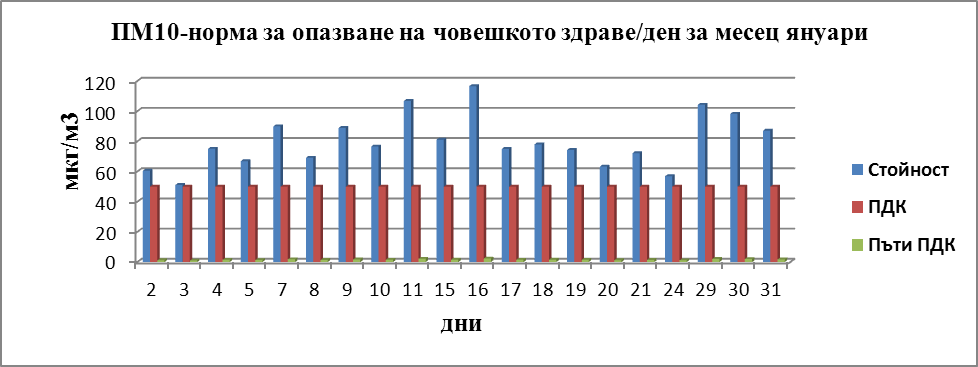 ПМ10-норма за опазване на човешкото здраве/ден за месец януари
мкг/м3
120
100
80
60
40
20
0
2 3 4 5 7 8 9 10 11 15 16 17 18 19 20 21 24 29 30 31
дни
Стойност
ПДК
Пъти ПДК